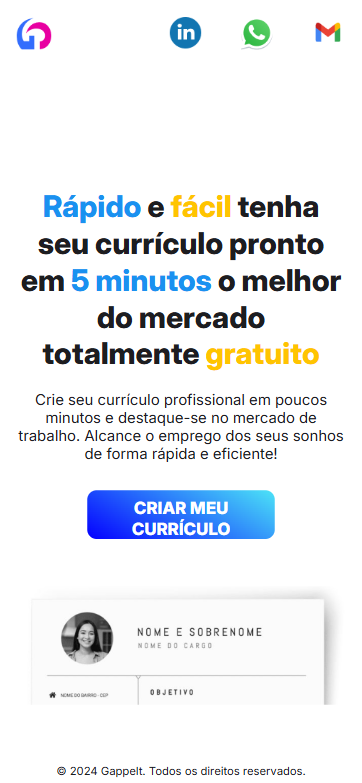 Rápido e fácil tenha
seu currículo pronto
em 5 minutos o melhor
do mercado
totalmente gratuito
Crie seu currículo profissional em poucos
minutos e destaque-se no mercado de
trabalho. Alcance o emprego dos seus sonhos
de forma rápida e eficiente!
CRIAR MEU
CURRÍCULO
NOME E SOBRENOME
NOME DO CARGO
NOME DO BAIRRO - CEP
OBJETIVO
© 2024 Gappelt. Todos os direitos reservados.